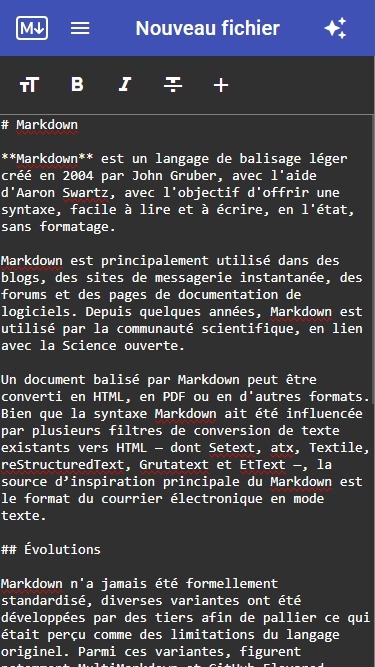 M↓ Nouveau fichier
TT B I S +
# Markdown
**Markdown** est un langage de balisage léger
créé en 2004 par John Gruber, avec l'aide
d'Aaron Swartz, avec l'objectif d'offrir une
syntaxe, facile à lire et à écrire, en l'état,
sans formatage.
Markdown est principalement utilisé dans des
blogs, des sites de messagerie instantanée, des
forums et des pages de documentation de
logiciels. Depuis quelques années, Markdown est
utilisé par la communauté scientifique, en lien
avec la Science ouverte.
Un document balisé par Markdown peut être
converti en HTML, en PDF ou en d'autres formats.
Bien que la syntaxe Markdown ait été influencée
par plusieurs filtres de conversion de texte
existants vers HTML — dont Setext, atx, Textile,
reStructuredText, Grutatext et EtText —, la
source d’inspiration principale du Markdown est
le format du courrier électronique en mode
texte.
## Évolutions
Markdown n'a jamais été formellement
standardisé, diverses variantes ont été
développées par des tiers afin de pallier ce qui
était perçu comme des limitations du langage
originel. Parmi ces variantes, figurent
notamment MultiMarkdown et GitHub Flavored